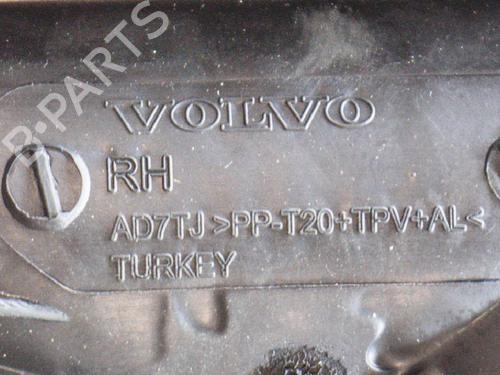 B-PARTS
VOLVO
RH
AD7TJ >PP-T20+TPV+AL<
TURKEY